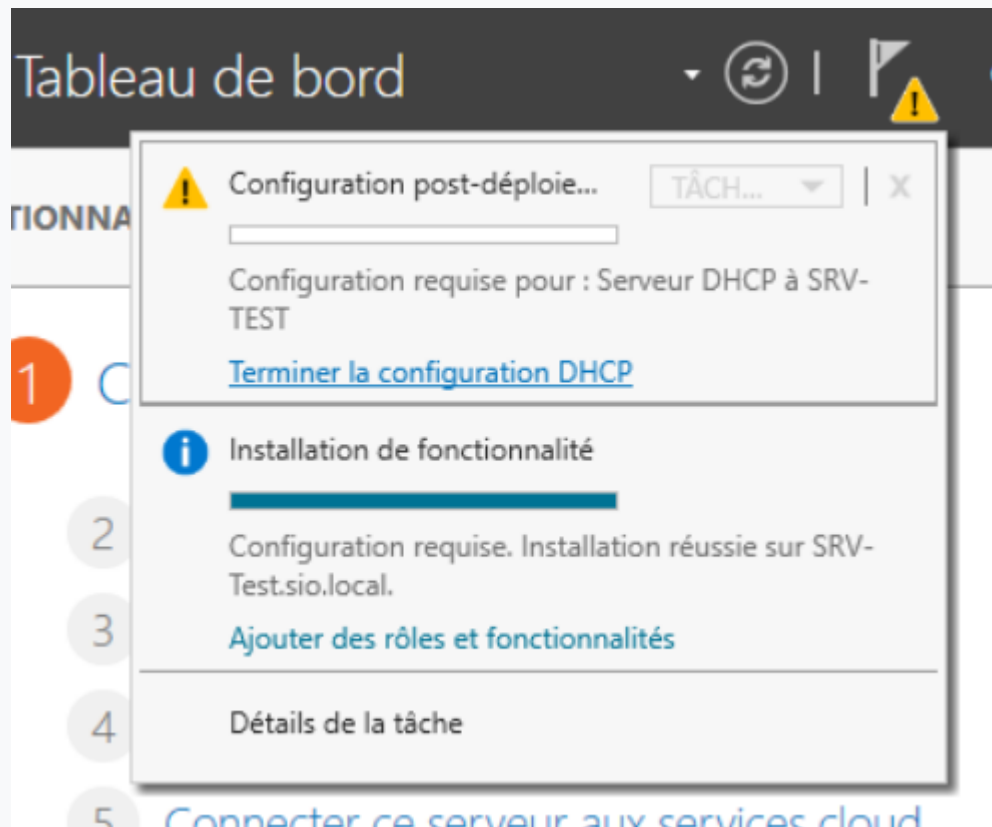 Tableau de bord
Configuration post-déploie...
TÂCH...
X
TIONNA
Configuration requise pour : Serveur DHCP à SRV-
TEST
1
C
Terminer la configuration DHCP
Installation de fonctionnalité
2
Configuration requise. Installation réussie sur SRV-
Test.sio.local.
3
Ajouter des rôles et fonctionnalités
4
Détails de la tâche
5
Connecter ce serveur aux services cloud